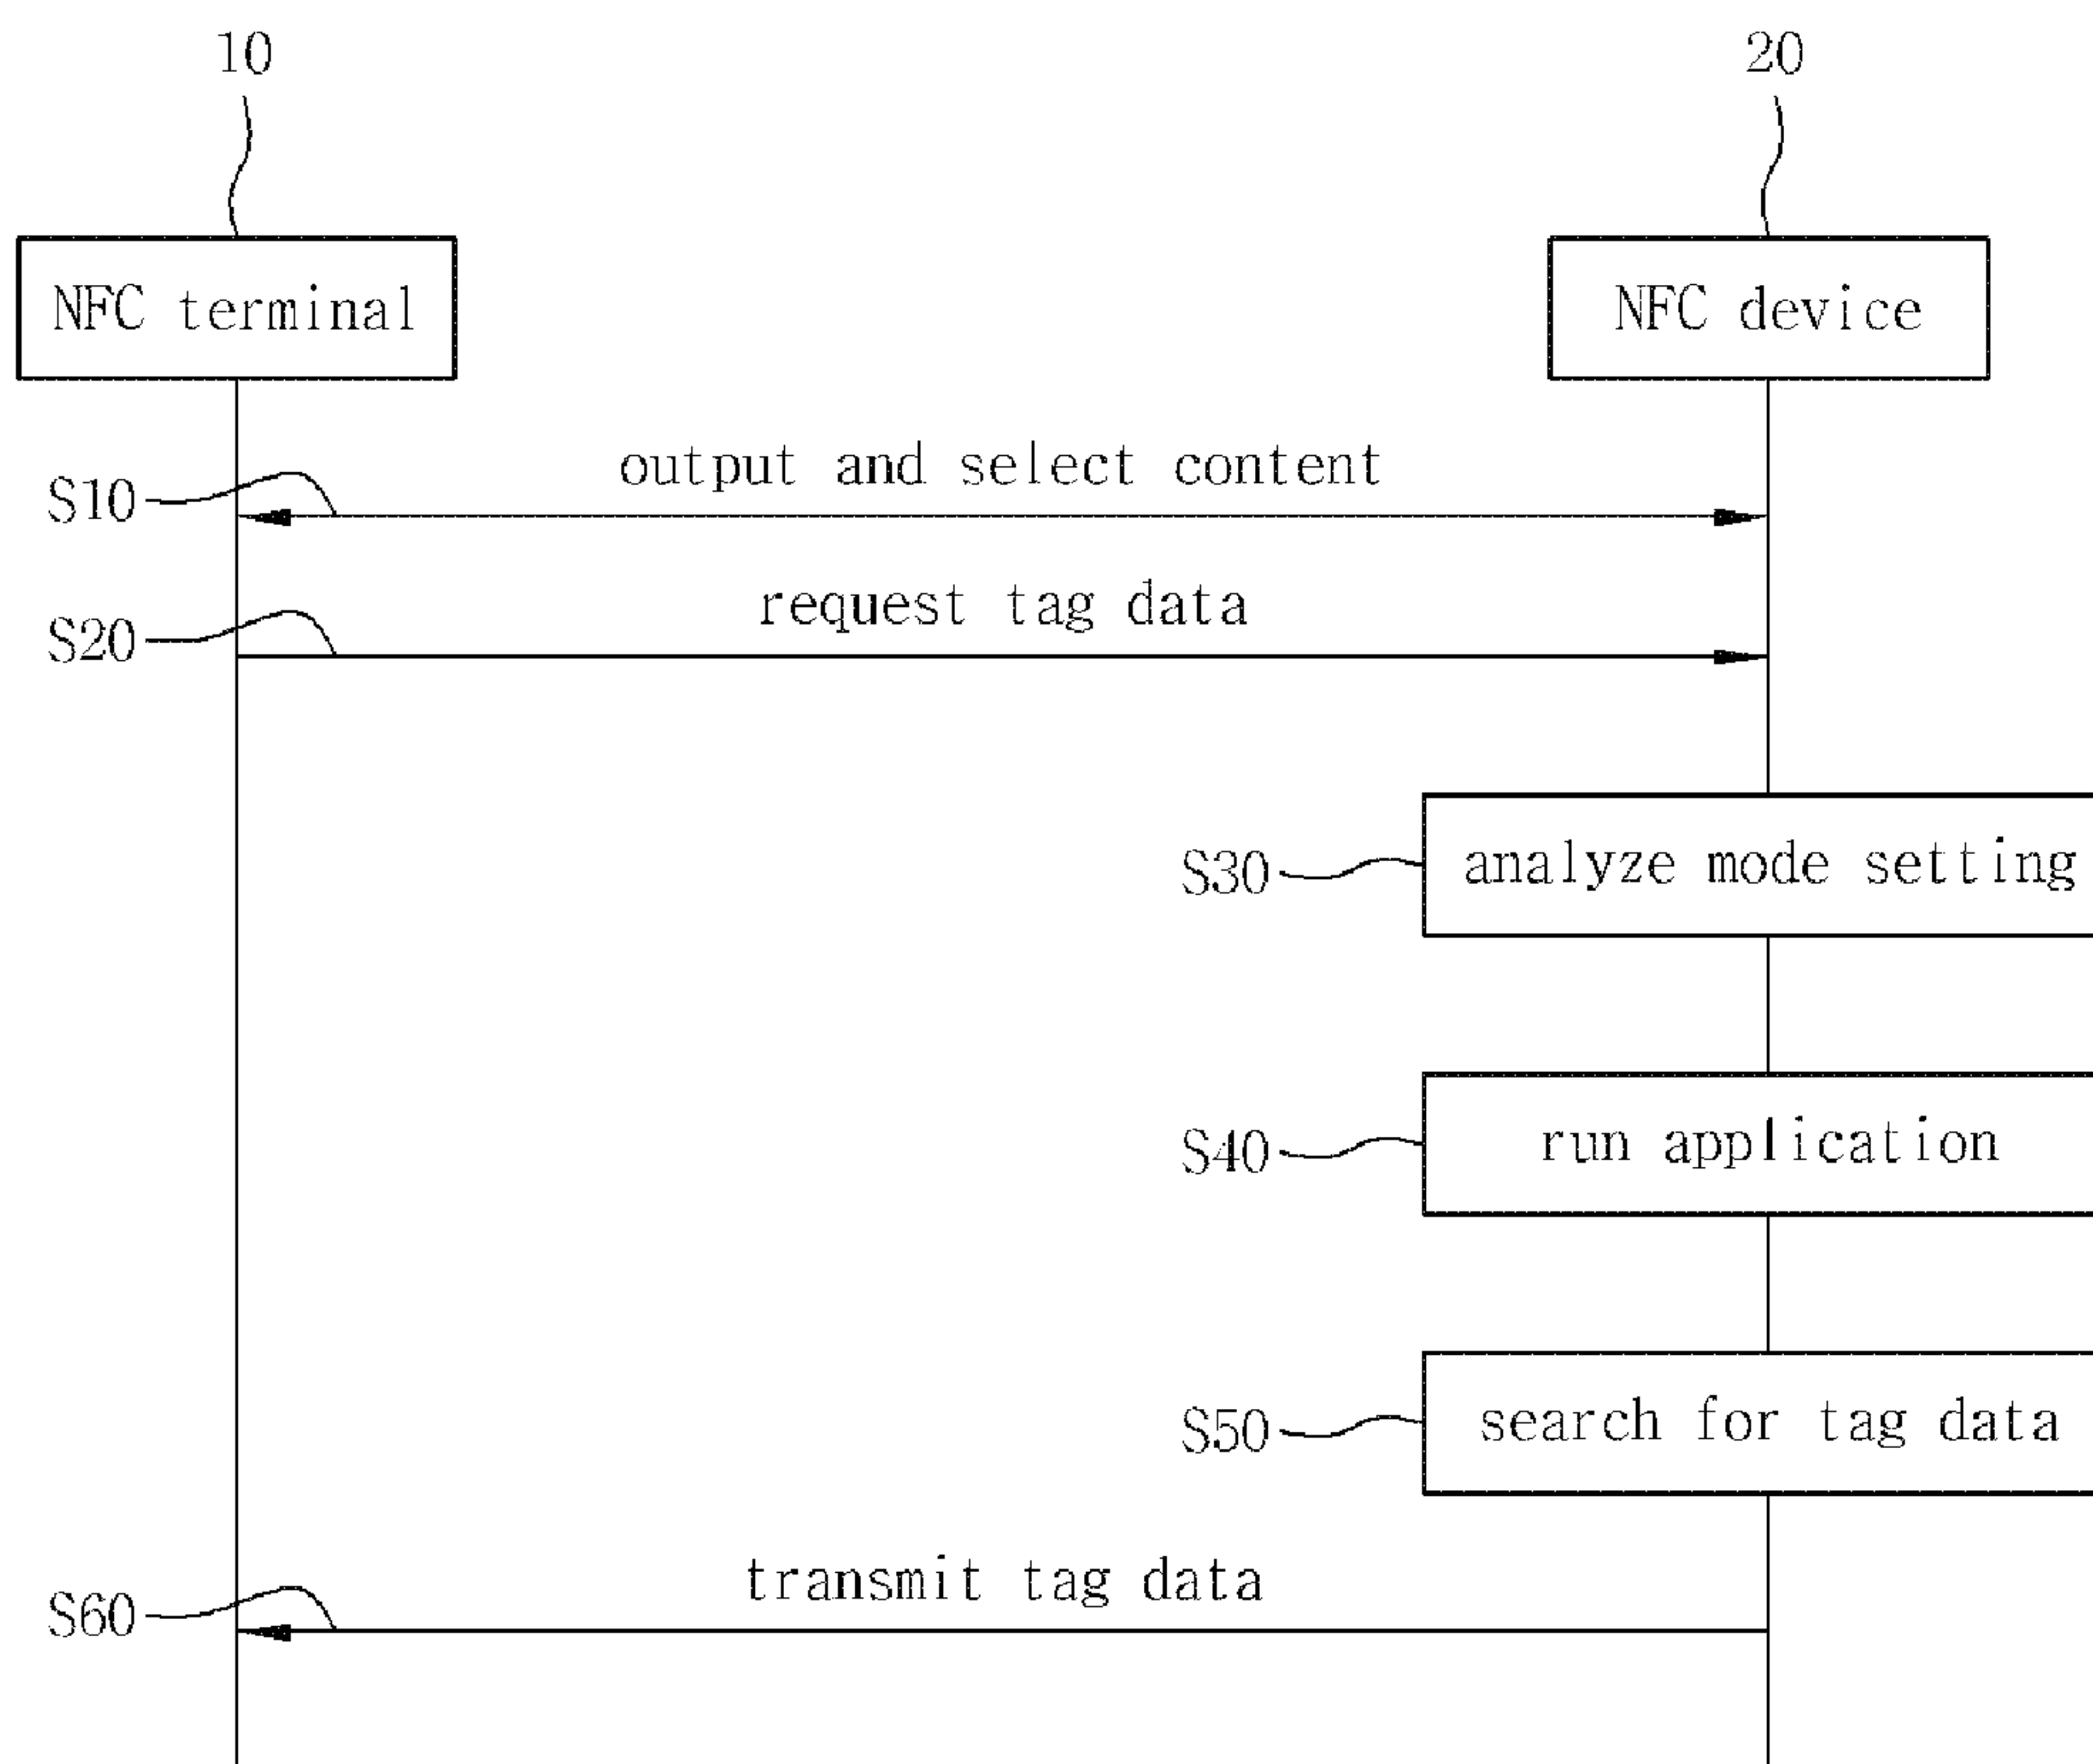 10
20
NFC terminal
NFC device
output and select content
S10
request tag data
S20
S30
analyze mode setting
S40
run application
S50
search for tag data
transmit tag data
S60